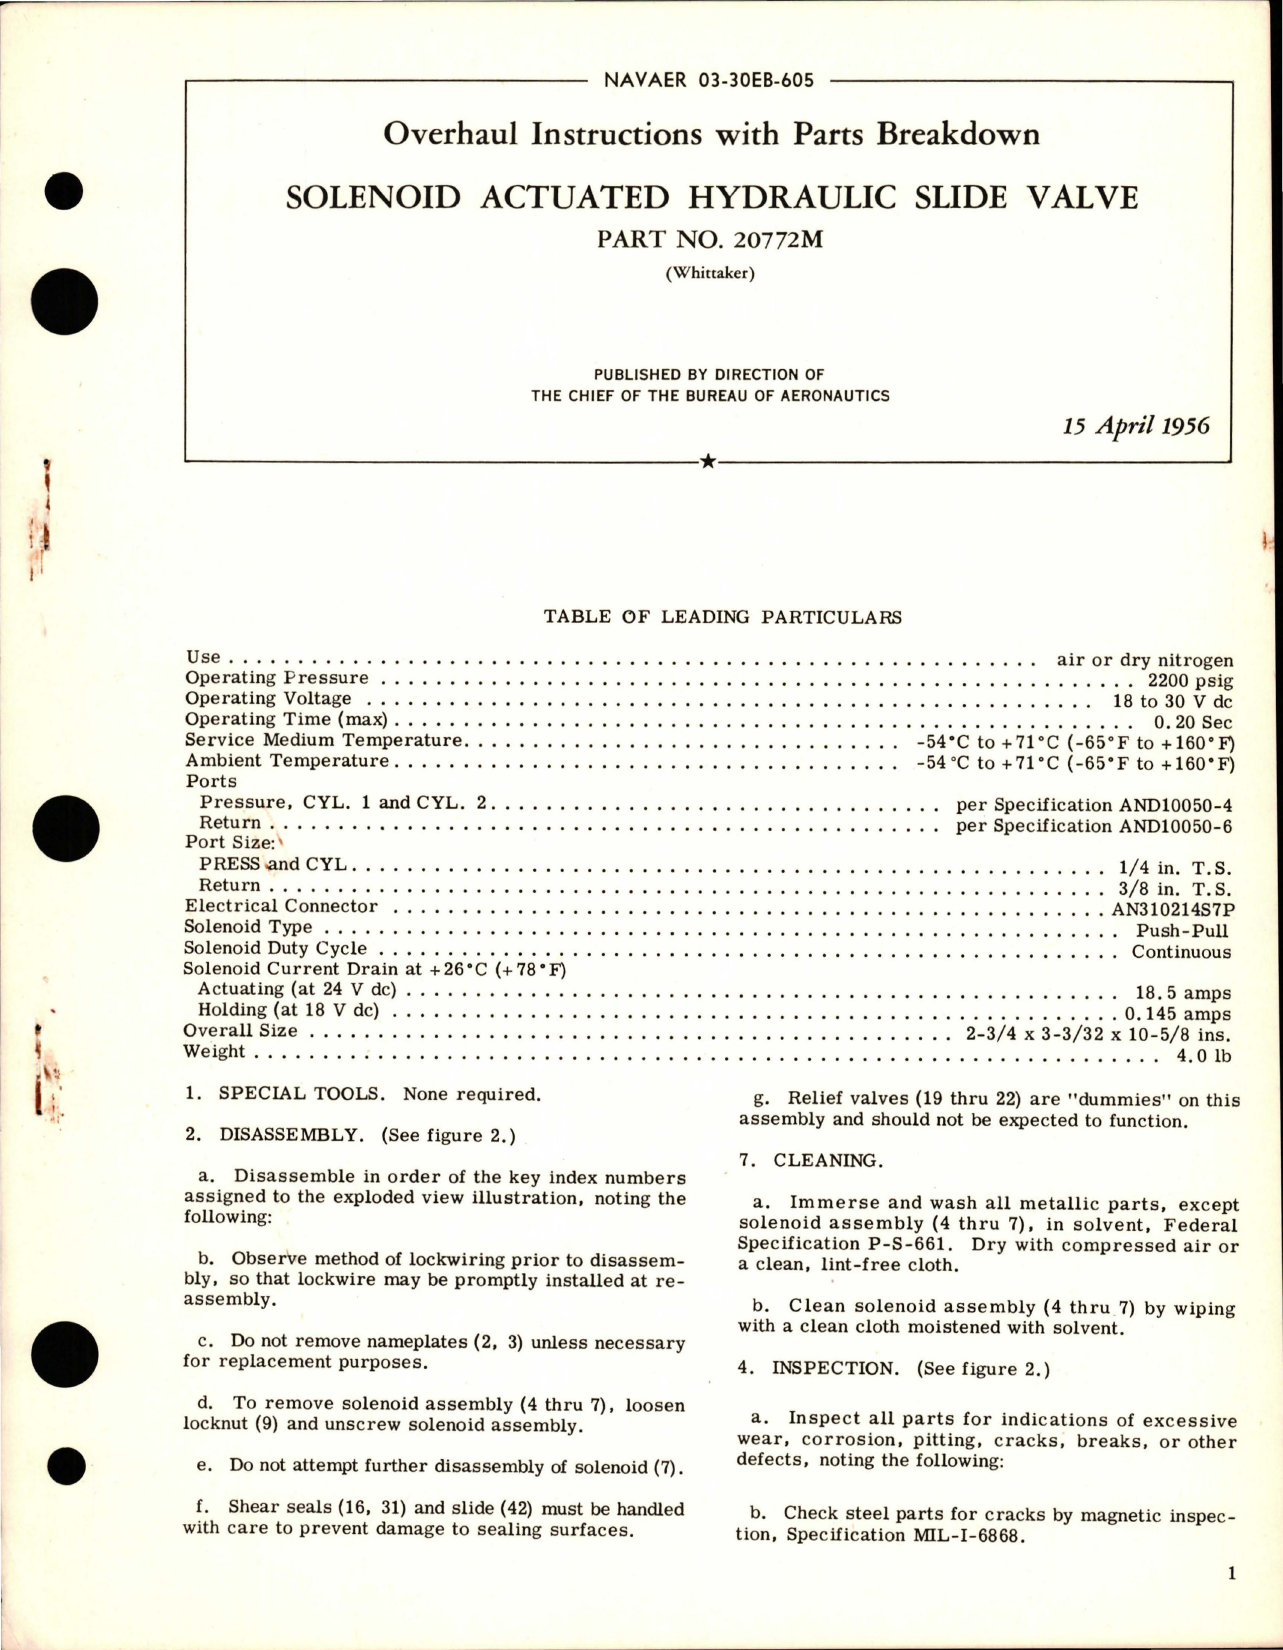 NAVAER 03-30EB-605
Overhaul Instructions with Parts Breakdown
SOLENOID ACTUATED HYDRAULIC SLIDE VALVE
PART NO. 20772M
(Whittaker)
PUBLISHED BY DIRECTION OF
THE CHIEF OF THE BUREAU OF AERONAUTICS
15 April 1956
TABLE OF LEADING PARTICULARS
Use . . . . . air or dry nitrogen
Operating Pressure . . . . . 2200 psig
Operating Voltage . . . . . 18 to 30 V dc
Operating Time (max) . . . . . 0.20 Sec
Service Medium Temperature . . . . . -54°C to +71°C (-65°F to +160°F)
Ambient Temperature . . . . . -54°C to +71°C (-65°F to +160°F)
Ports
Pressure, CYL. 1 and CYL. 2 . . . . . per Specification AND10050-4
Return . . . . . per Specification AND10050-6
Port Size:
PRESS and CYL . . . . . 1/4 in. T.S.
Return . . . . . 3/8 in. T.S.
Electrical Connector . . . . . AN310214S7P
Solenoid Type . . . . . Push-Pull
Solenoid Duty Cycle . . . . . Continuous
Solenoid Current Drain at +26°C (+78°F)
Actuating (at 24 V dc) . . . . . 18.5 amps
Holding (at 18 V dc) . . . . . 0.145 amps
Overall Size . . . . . 2-3/4 x 3-3/32 x 10-5/8 ins.
Weight . . . . . 4.0 lb
1. SPECIAL TOOLS. None required.
2. DISASSEMBLY. (See figure 2.)
a. Disassemble in order of the key index numbers
assigned to the exploded view illustration, noting the
following:
b. Observe method of lockwiring prior to disassem-
bly, so that lockwire may be promptly installed at re-
assembly.
c. Do not remove nameplates (2, 3) unless necessary
for replacement purposes.
d. To remove solenoid assembly (4 thru 7), loosen
locknut (9) and unscrew solenoid assembly.
e. Do not attempt further disassembly of solenoid (7).
f. Shear seals (16, 31) and slide (42) must be handled
with care to prevent damage to sealing surfaces.
g. Relief valves (19 thru 22) are "dummies" on this
assembly and should not be expected to function.
7. CLEANING.
a. Immerse and wash all metallic parts, except
solenoid assembly (4 thru 7), in solvent, Federal
Specification P-S-661. Dry with compressed air or
a clean, lint-free cloth.
b. Clean solenoid assembly (4 thru 7) by wiping
with a clean cloth moistened with solvent.
4. INSPECTION. (See figure 2.)
a. Inspect all parts for indications of excessive
wear, corrosion, pitting, cracks, breaks, or other
defects, noting the following:
b. Check steel parts for cracks by magnetic inspec-
tion, Specification MIL-I-6868.
1